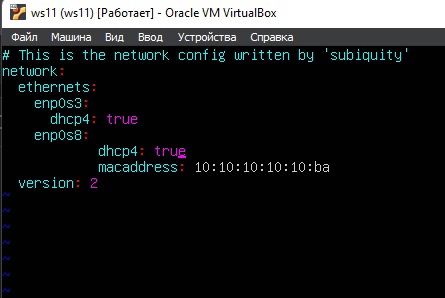 ws11 (ws11) [Работает] - Oracle VM VirtualBox
Файл Машина Вид Ввод Устройства Справка
# This is the network config written by 'subiquity'
network:
  ethernets:
    enp0s3:
      dhcp4: true
    enp0s8:
            dhcp4: true
            macaddress: 10:10:10:10:10:ba
  version: 2
~
~
~
~
~
~